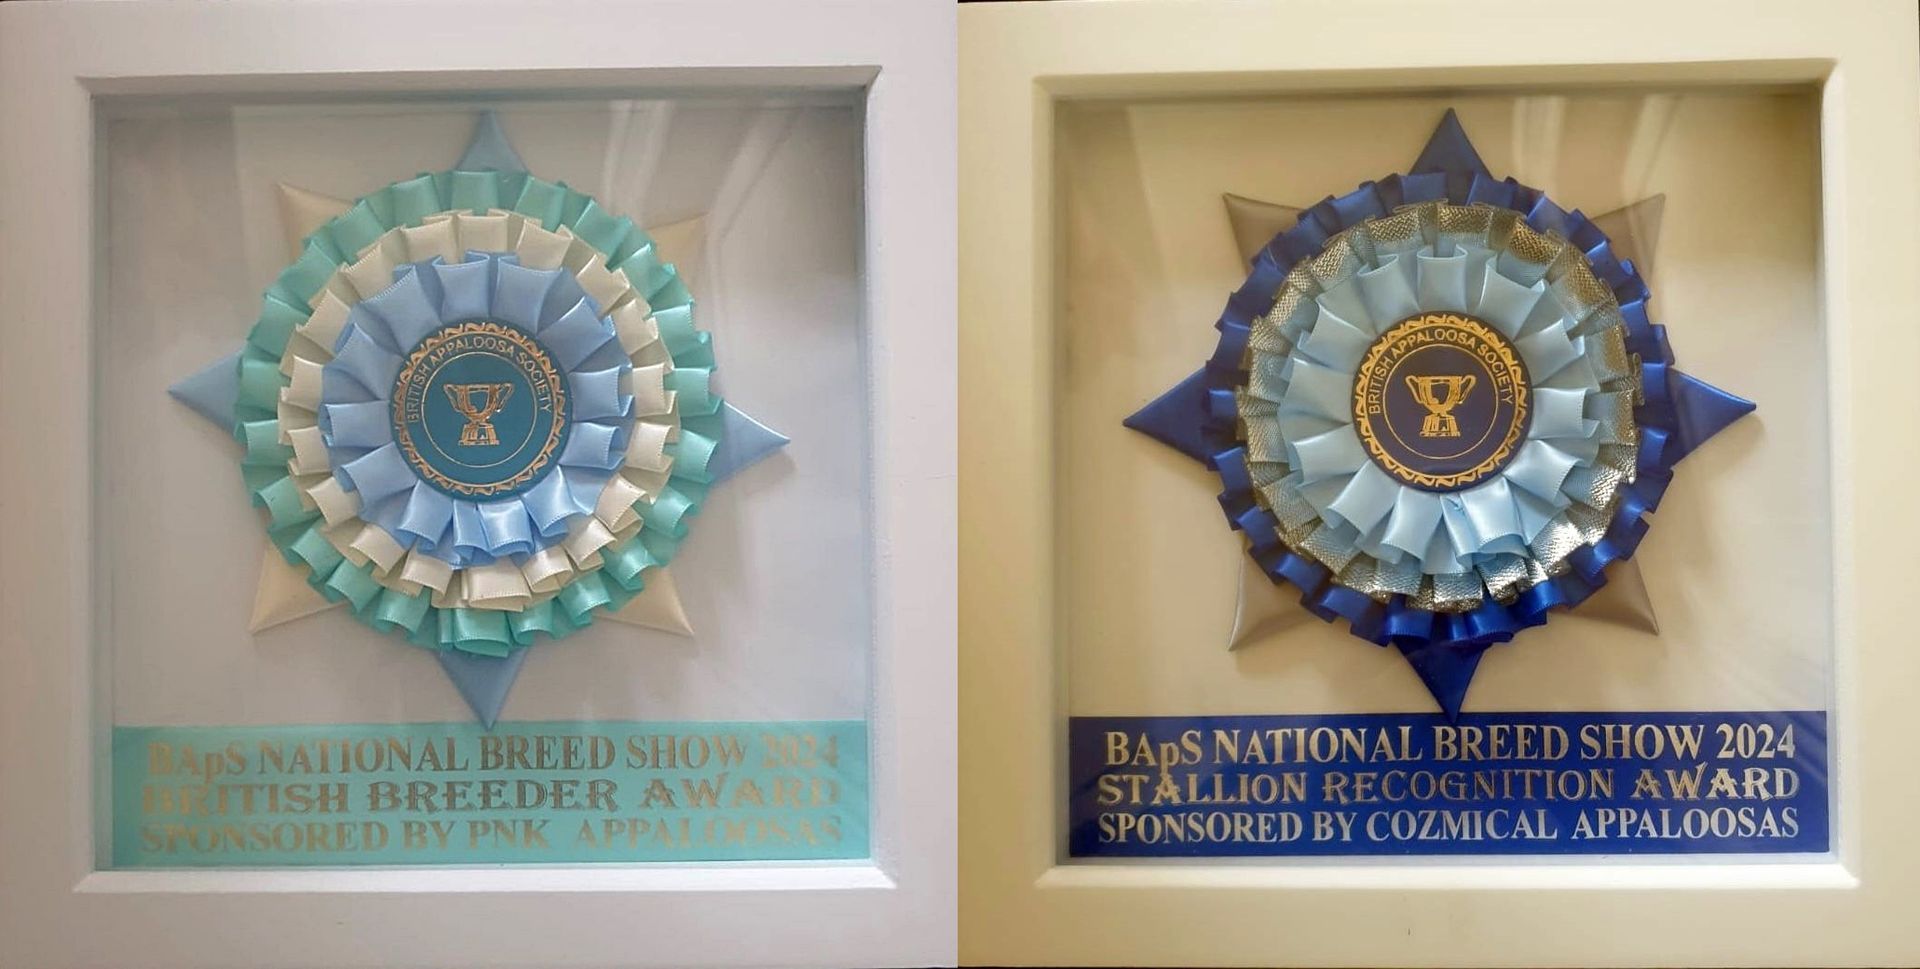 BRITISH APPALOOSA SOCIETY
BApS NATIONAL BREED SHOW 2024
BRITISH BREEDER AWARD
SPONSORED BY PNK APPALOOSAS
BRITISH APPALOOSA SOCIETY
BApS NATIONAL BREED SHOW 2024
STALLION RECOGNITION AWARD
SPONSORED BY COZMICAL APPALOOSAS